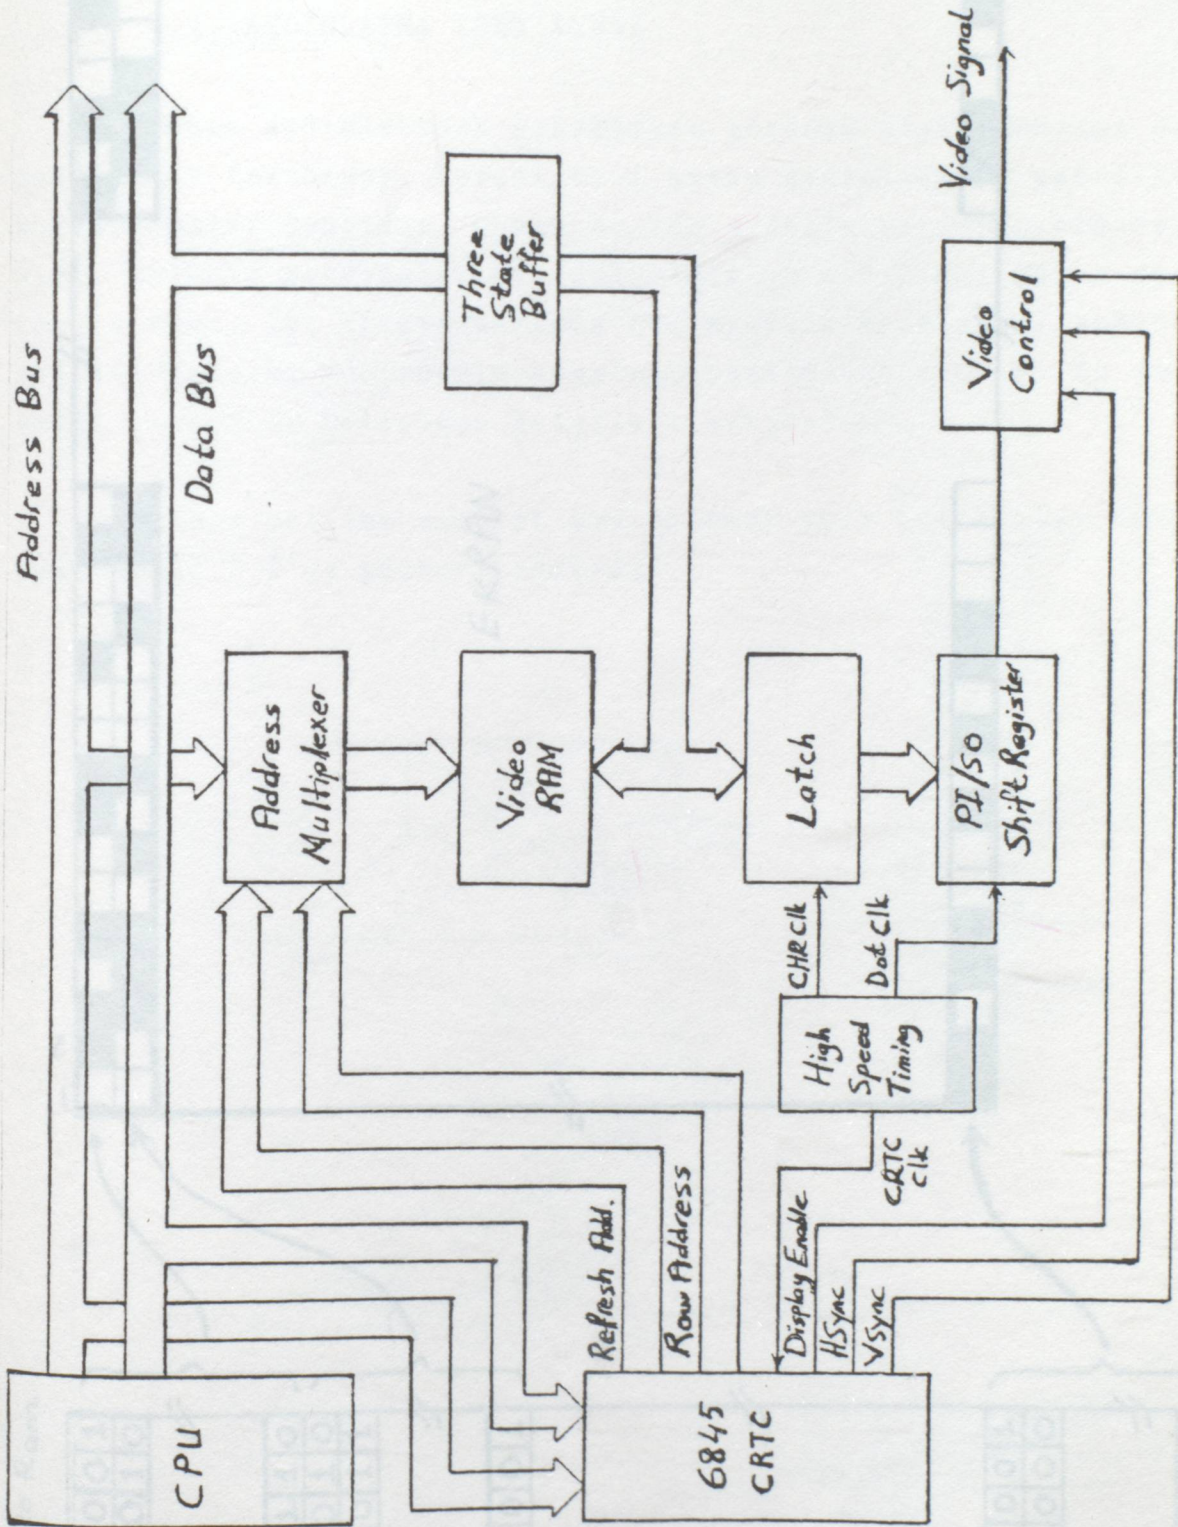 Address Bus
Data Bus
CPU
Address
Multiplexer
Three
State
Buffer
Video
RAM
Refresh Add.
Row Address
6845
CRTC
Display Enable
HSync
VSync
CRTC
Clk
High
Speed
Timing
CHRClk
Dot Clk
Latch
PI/SO
Shift Register
Video
Control
Video Signal
EKRAN